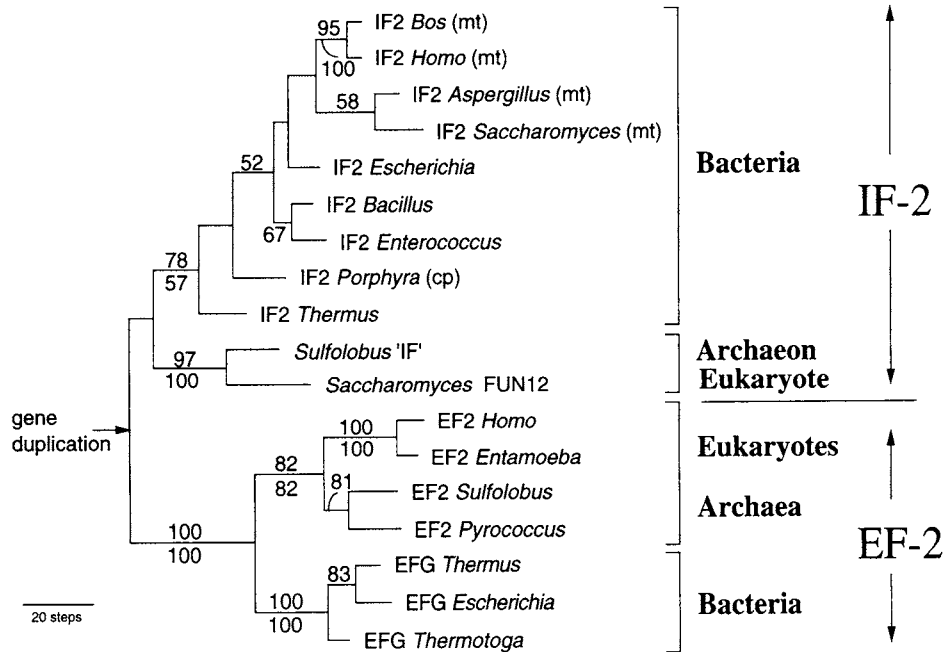 95
IF2 Bos (mt)
IF2 Homo (mt)
100
IF2 Aspergillus (mt)
58
IF2 Saccharomyces (mt)
52
IF2 Escherichia
Bacteria
IF-2
IF2 Bacillus
67
IF2 Enterococcus
78
57
IF2 Porphyra (cp)
IF2 Thermus
97
100
Sulfolobus 'IF'
Archaeon
Saccharomyces FUN12
Eukaryote
gene
duplication
100
100
EF2 Homo
Eukaryotes
EF2 Entamoeba
82
82
81
EF2 Sulfolobus
Archaea
EF2 Pyrococcus
EF-2
100
100
EFG Thermus
83
EFG Escherichia
Bacteria
100
100
EFG Thermotoga
20 steps